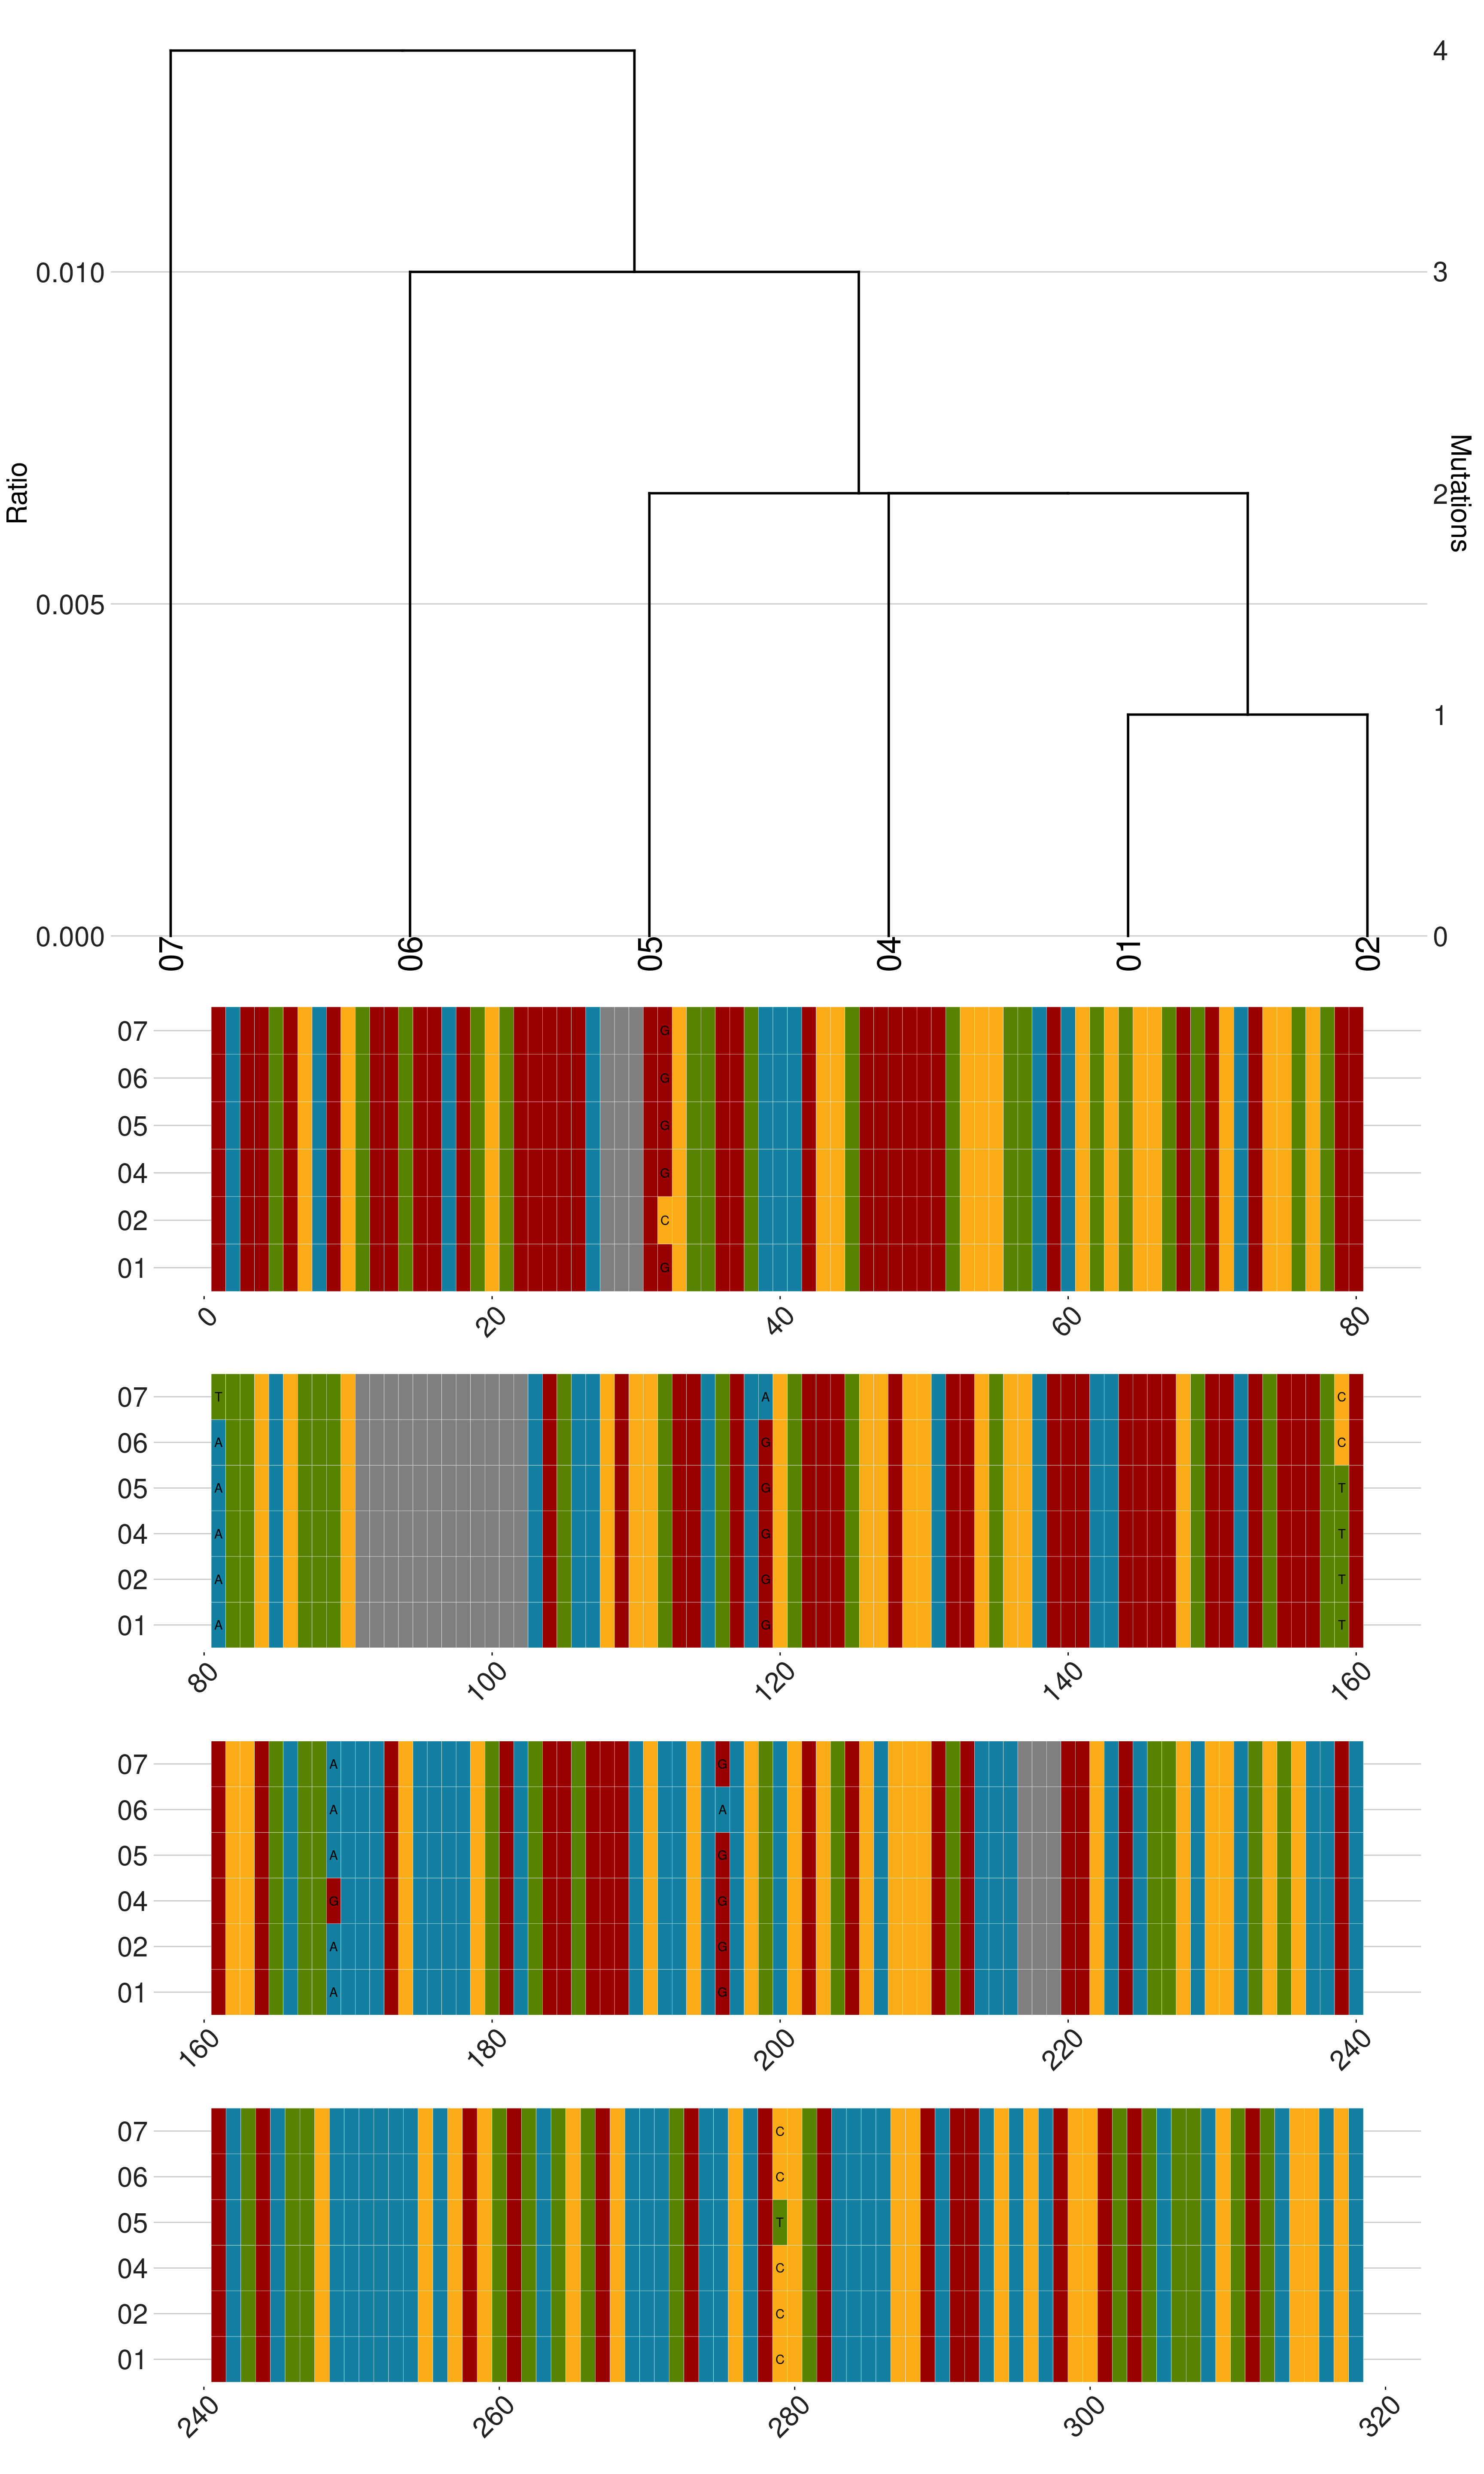 4
0.010
3
Ratio
Mutations
2
0.005
1
0.000
0
07
06
05
04
01
02
07 G
06 G
05 G
04 G
02 C
01 G
0 20 40 60 80
07 T A C
06 A G C
05 A G T
04 A G T
02 A G T
01 A G T
80 100 120 140 160
07 A G
06 A A
05 A G
04 G G
02 A G
01 A G
160 180 200 220 240
07 C
06 C
05 T
04 C
02 C
01 C
240 260 280 300 320